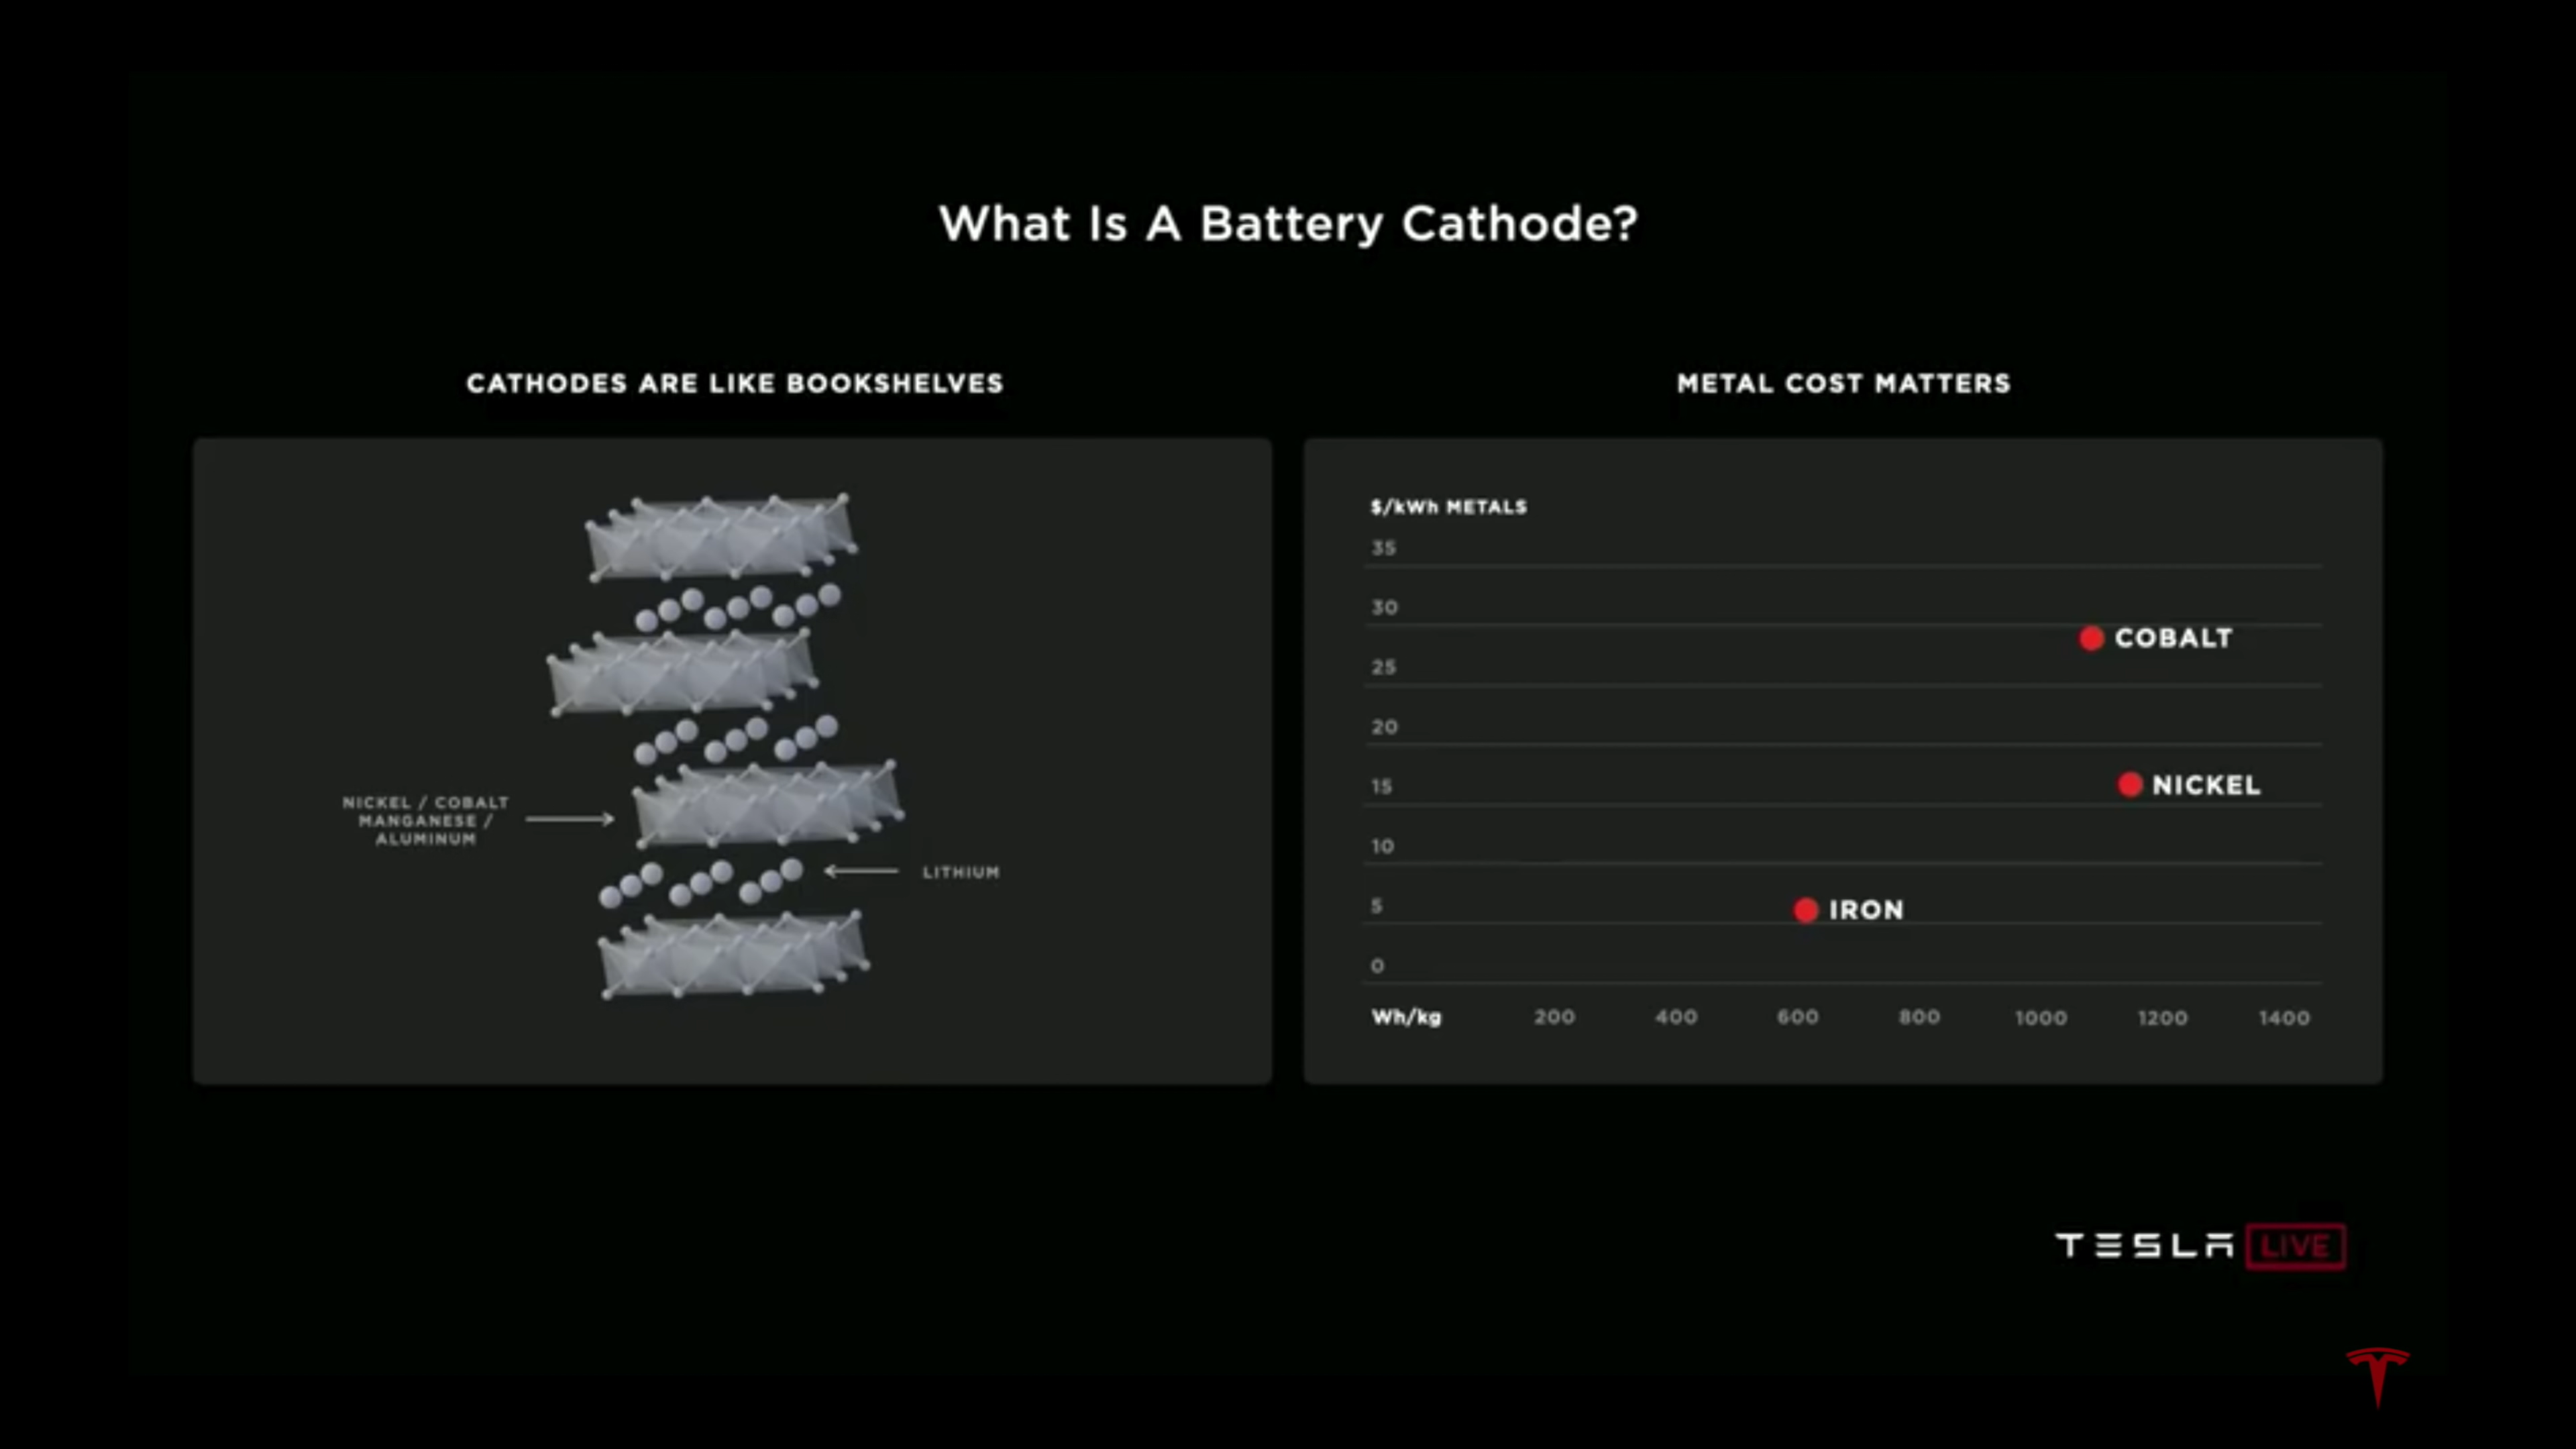 What Is A Battery Cathode?
CATHODES ARE LIKE BOOKSHELVES
NICKEL / COBALT
MANGANESE /
ALUMINUM
LITHIUM
METAL COST MATTERS
$/kWh METALS
35
30
COBALT
25
20
15
NICKEL
10
5
IRON
0
Wh/kg 200 400 600 800 1000 1200 1400
TESLA LIVE